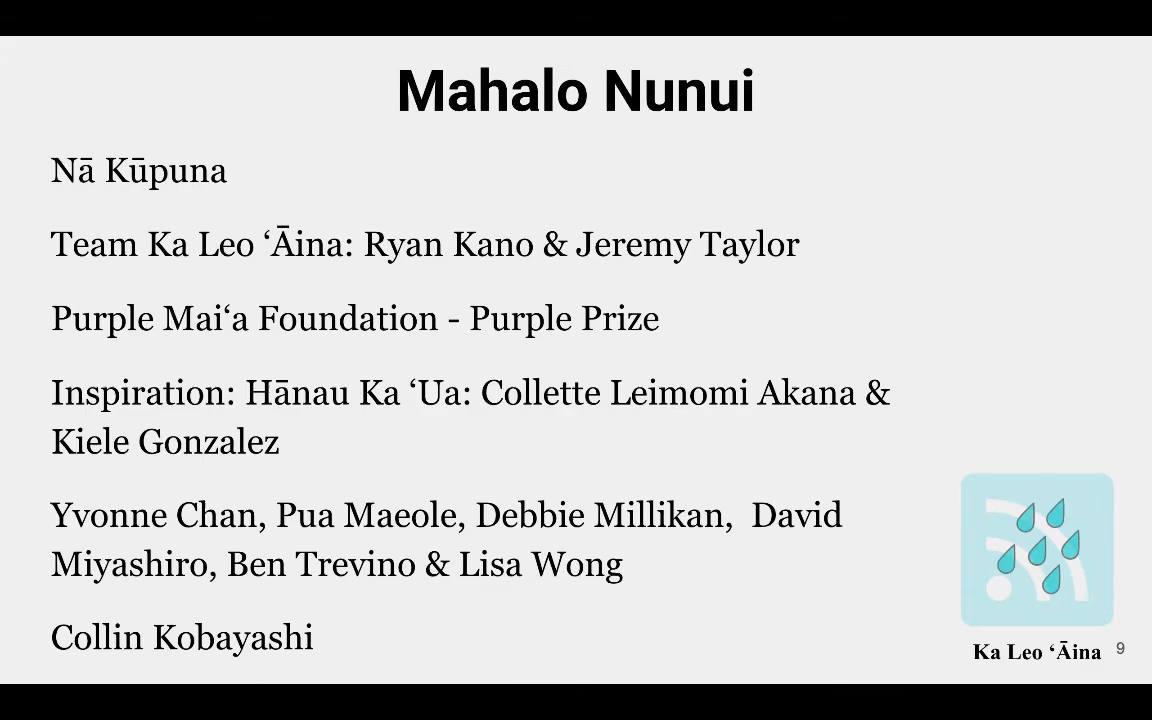 Mahalo Nunui
Nā Kūpuna
Team Ka Leo ʻĀina: Ryan Kano & Jeremy Taylor
Purple Maiʻa Foundation - Purple Prize
Inspiration: Hānau Ka ʻUa: Collette Leimomi Akana &
Kiele Gonzalez
Yvonne Chan, Pua Maeole, Debbie Millikan,  David
Miyashiro, Ben Trevino & Lisa Wong
Collin Kobayashi
Ka Leo ʻĀina
9